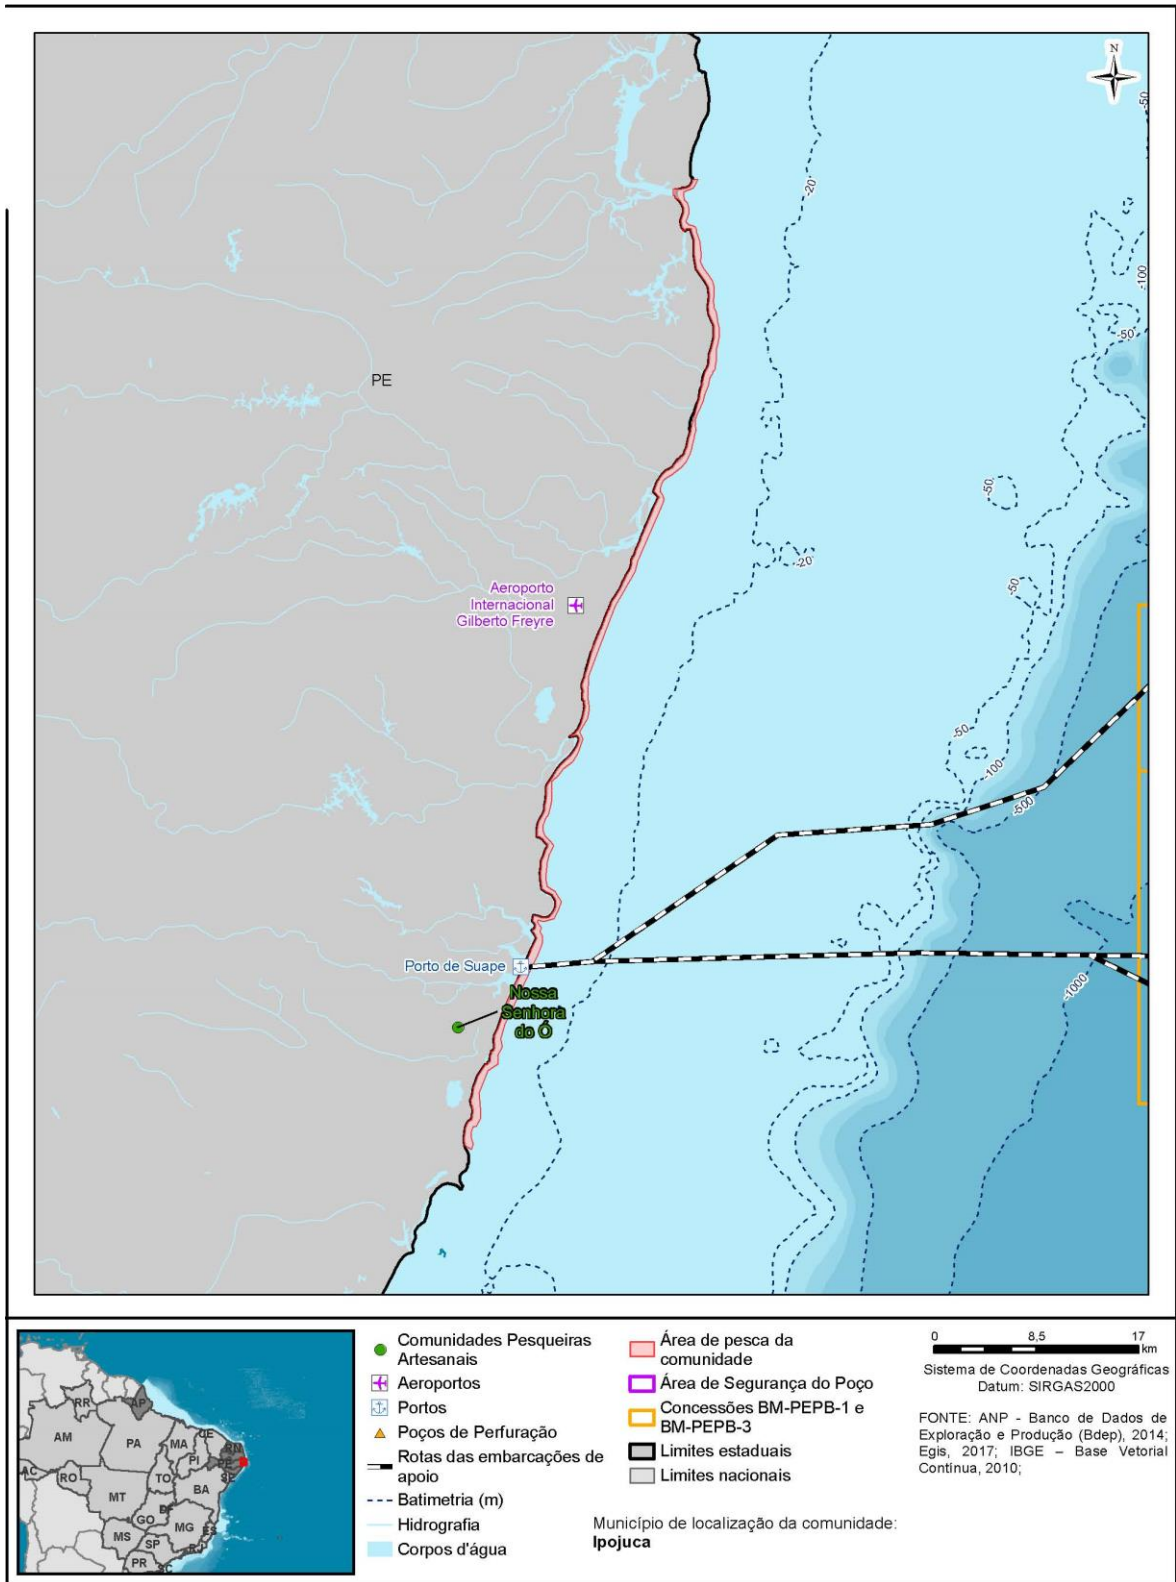 N
-50
-20
-100
-50
PE
-50
-20
Aeroporto
Internacional
Gilberto Freyre
-50
-50
-100
-500
Porto de Suape
Nossa
Senhora
do Ó
-1000
RR
AP
AM
PA
MA
CE
RN
PI
PE
AC
RO
TO
SE
BA
MT
DF
GO
MG
ES
MS
SP
RJ
PR
SC
Comunidades Pesqueiras
Artesanais
Aeroportos
Portos
Poços de Perfuração
Rotas das embarcações de
apoio
Batimetria (m)
Hidrografia
Corpos d'água
Área de pesca da
comunidade
Área de Segurança do Poço
Concessões BM-PEPB-1 e
BM-PEPB-3
Limites estaduais
Limites nacionais
Município de localização da comunidade:
Ipojuca
0 8,5 17
km
Sistema de Coordenadas Geográficas
Datum: SIRGAS2000
FONTE: ANP - Banco de Dados de
Exploração e Produção (Bdep), 2014;
Egis, 2017; IBGE – Base Vetorial
Contínua, 2010;